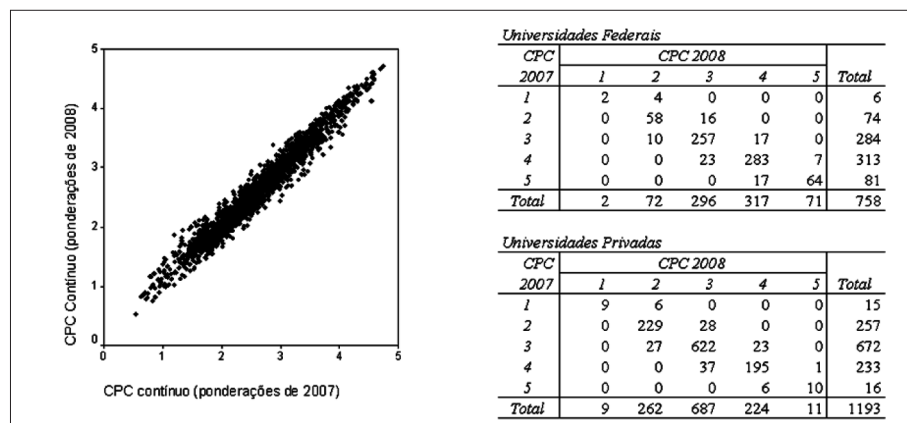 5
4
3
2
1
0
0 1 2 3 4 5
CPC Contínuo (ponderações de 2008)
CPC contínuo (ponderações de 2007)
Universidades Federais
CPC CPC 2008
2007 1 2 3 4 5 Total
1 2 4 0 0 0 6
2 0 58 16 0 0 74
3 0 10 257 17 0 284
4 0 0 23 283 7 313
5 0 0 0 17 64 81
Total 2 72 296 317 71 758
Universidades Privadas
CPC CPC 2008
2007 1 2 3 4 5 Total
1 9 6 0 0 0 15
2 0 229 28 0 0 257
3 0 27 622 23 0 672
4 0 0 37 195 1 233
5 0 0 0 6 10 16
Total 9 262 687 224 11 1193